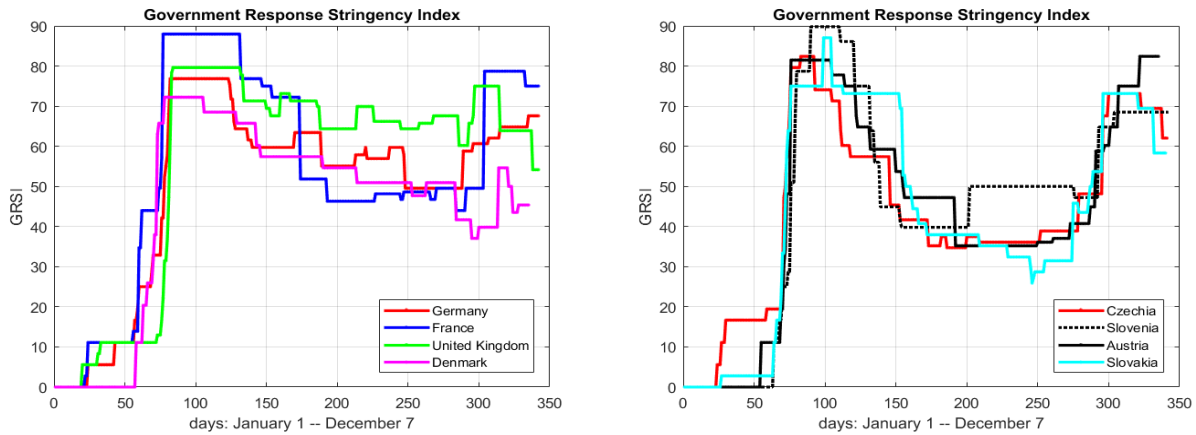 Government Response Stringency Index
90
80
70
60
50
40
30
20
10
0
GRSI
0 50 100 150 200 250 300 350
days: January 1 -- December 7
Germany
France
United Kingdom
Denmark
Government Response Stringency Index
90
80
70
60
50
40
30
20
10
0
GRSI
0 50 100 150 200 250 300 350
days: January 1 -- December 7
Czechia
Slovenia
Austria
Slovakia